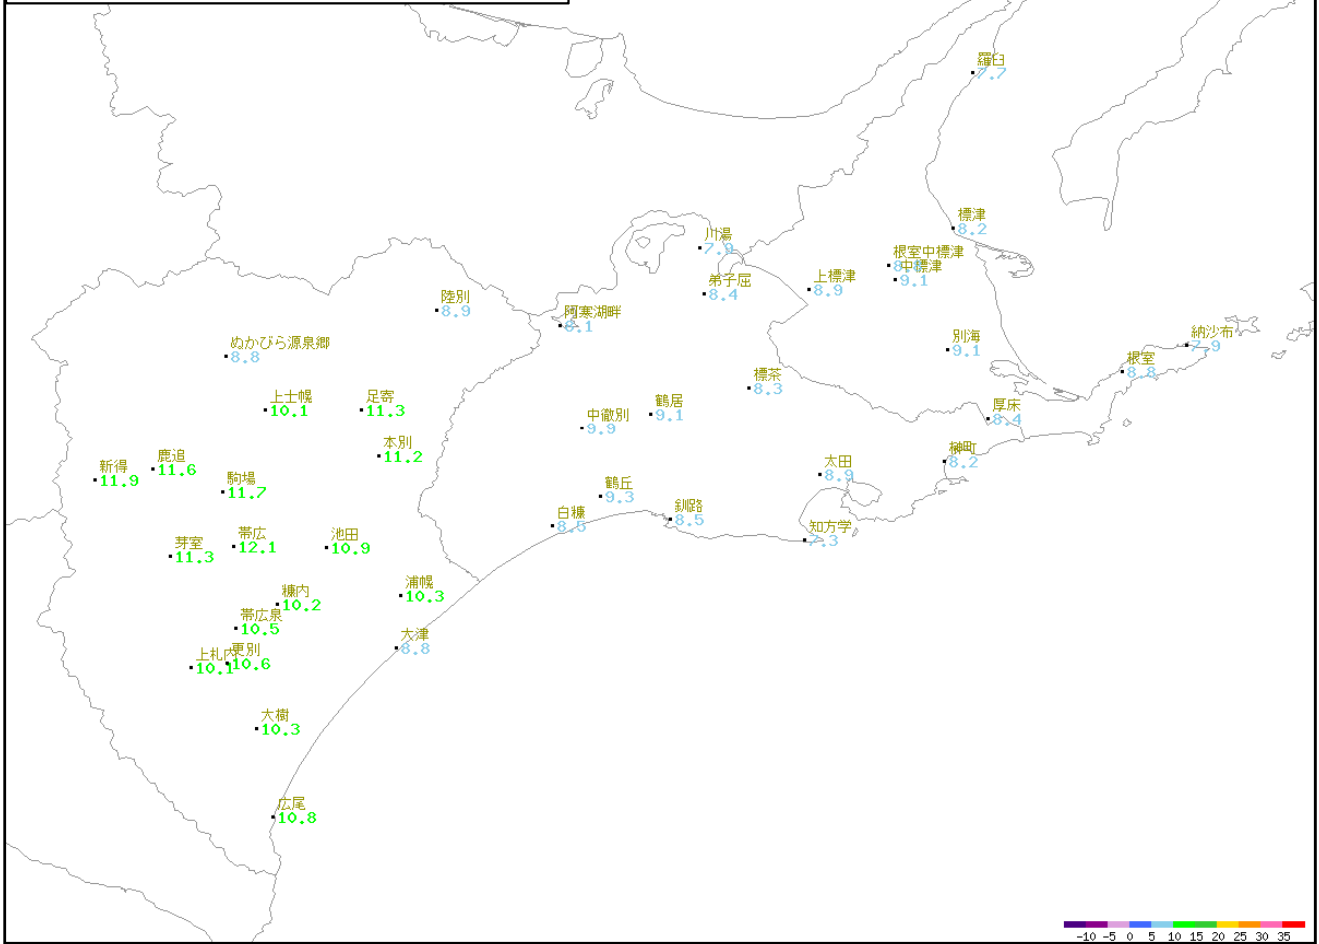 羅臼
7.7
標津
8.2
川湯
7.9
根室中標津
中標津
9.1
弟子屈
8.4
上標津
8.9
陸別
8.9
阿寒湖畔
8.1
ぬかびら源泉郷
8.8
別海
9.1
納沙布
7.9
根室
8.8
標茶
8.3
上士幌
10.1
足寄
11.3
鶴居
9.1
中徹別
9.9
厚床
8.4
本別
11.2
榊町
8.2
新得
11.9
鹿追
11.6
駒場
11.7
太田
8.9
鶴丘
9.3
白糠
8.5
釧路
8.5
知方学
7.3
芽室
11.3
帯広
12.1
池田
10.9
糠内
10.2
浦幌
10.3
帯広泉
10.5
大津
8.8
上札内
10.1
更別
10.6
大樹
10.3
広尾
10.8
-10 -5 0 5 10 15 20 25 30 35